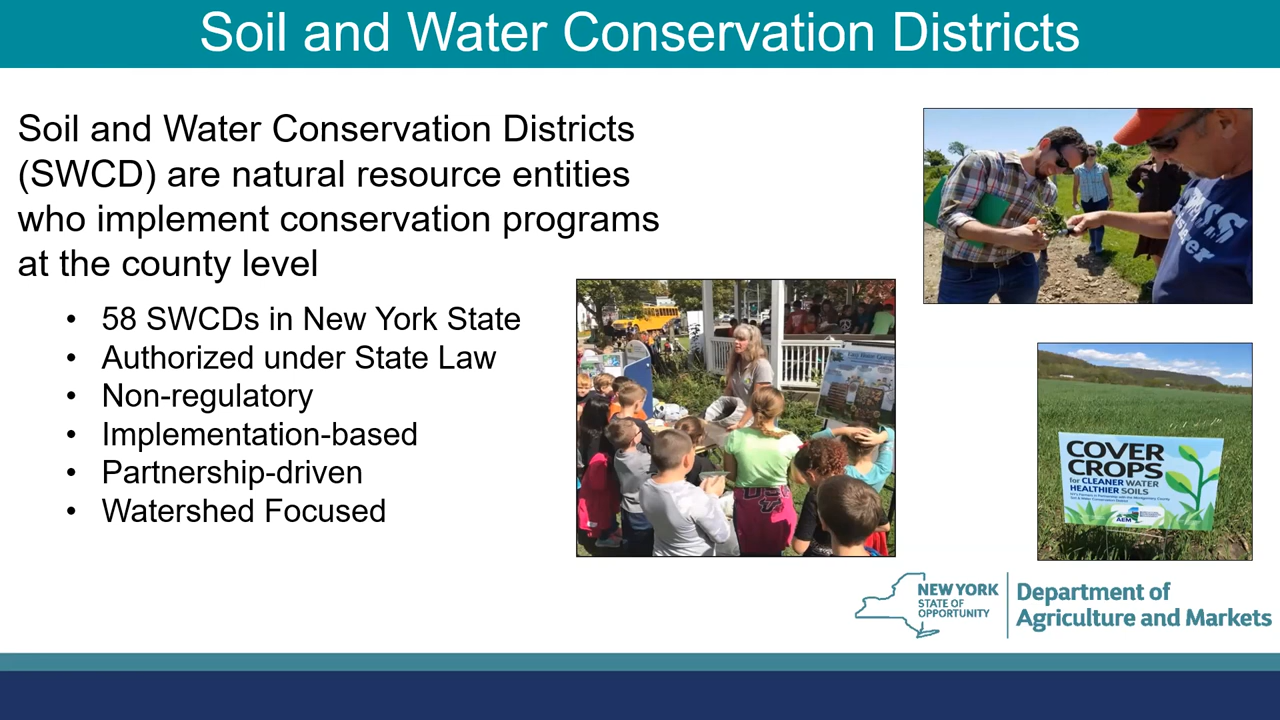 Soil and Water Conservation Districts
Soil and Water Conservation Districts
(SWCD) are natural resource entities
who implement conservation programs
at the county level
• 58 SWCDs in New York State
• Authorized under State Law
• Non-regulatory
• Implementation-based
• Partnership-driven
• Watershed Focused
COVER
CROPS
for CLEANER WATER
HEALTHIER SOILS
AEM
NEW YORK
STATE OF
OPPORTUNITY
Department of
Agriculture and Markets